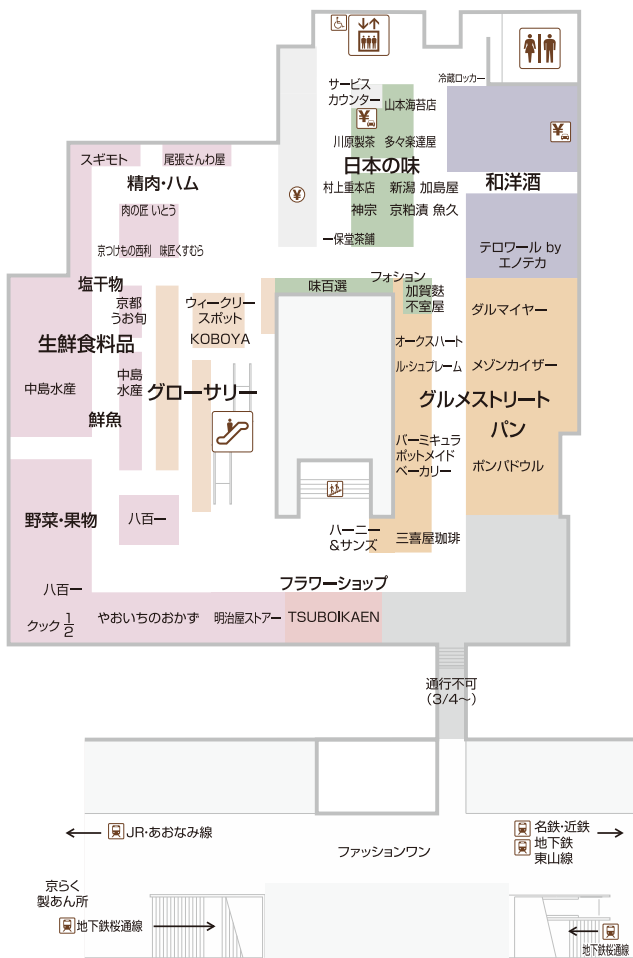 冷蔵ロッカー
サービス
カウンター
山本海苔店
¥
¥
川原製茶
多々楽達屋
日本の味
スギモト
尾張さんわ屋
精肉・ハム
村上重本店
新潟 加島屋
和洋酒
¥
肉の匠 いとう
神宗
京粕漬 魚久
京つけもの西利
味匠くすむら
一保堂茶舗
テロワール by
エノテカ
塩干物
味百選
フォション
加賀麩
不室屋
京都
うお旬
ウィークリー
スポット
KOBOYA
ダルマイヤー
生鮮食料品
オークスハート
ル・シュプレーム
メゾンカイザー
中島水産
中島
水産
グローサリー
グルメストリート
パン
鮮魚
バーミキュラ
ポットメイド
ベーカリー
ポンパドウル
野菜・果物
八百一
ハーニー
&サンズ
三喜屋珈琲
フラワーショップ
八百一
クック 1/2
やおいちのおかず
明治屋ストアー
TSUBOIKAEN
通行不可
(3/4〜)
JR・あおなみ線
名鉄・近鉄
地下鉄
東山線
ファッションワン
京らく
製あん所
地下鉄桜通線
地下鉄桜通線